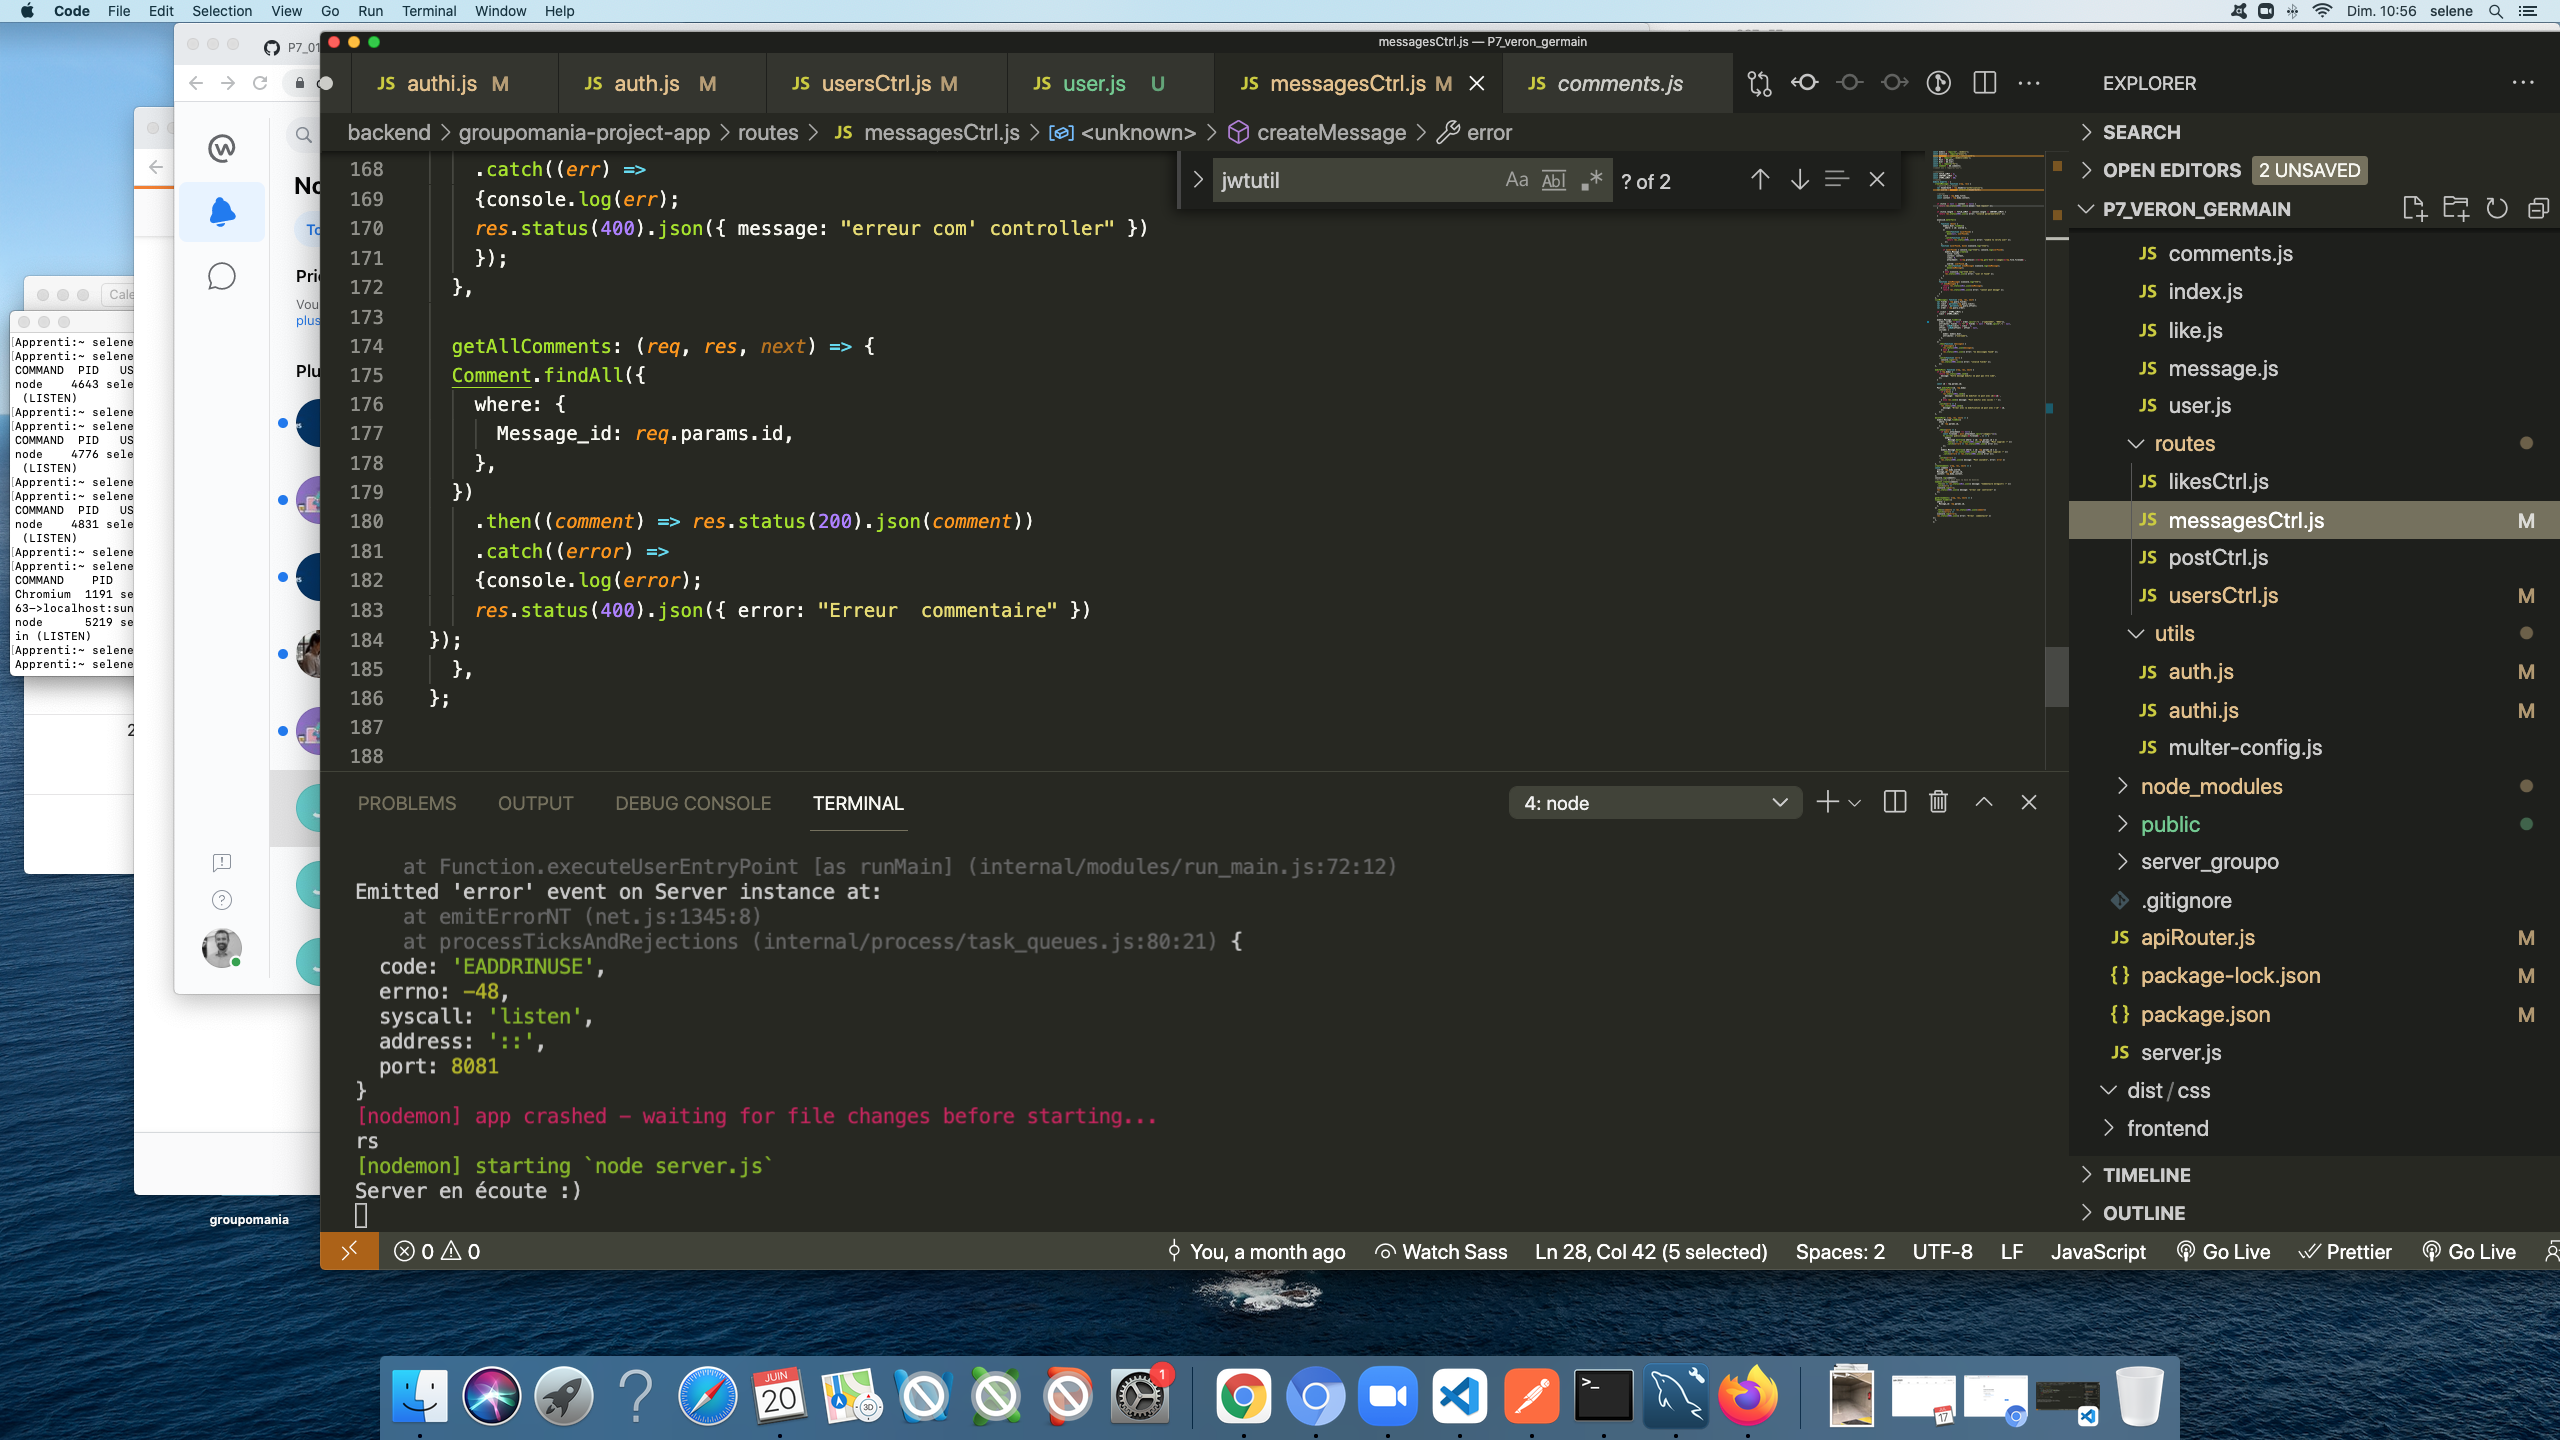 Code File Edit Selection View Go Run Terminal Window Help
Dim. 10:56 selene
messagesCtrl.js — P7_veron_germain
P7_01
JS authi.js M
JS auth.js M
JS usersCtrl.js M
JS user.js U
JS messagesCtrl.js M
JS comments.js
EXPLORER
backend > groupomania-project-app > routes > JS messagesCtrl.js > <unknown> > createMessage > error
jwtutil
Aa Abl ? of 2
168 .catch((err) =>
169 {console.log(err);
170 res.status(400).json({ message: "erreur com' controller" })
171 });
172 },
173
174 getAllComments: (req, res, next) => {
175 Comment.findAll({
176 where: {
177 Message_id: req.params.id,
178 },
179 })
180 .then((comment) => res.status(200).json(comment))
181 .catch((error) =>
182 {console.log(error);
183 res.status(400).json({ error: "Erreur  commentaire" })
184 });
185 },
186 };
187
188
PROBLEMS OUTPUT DEBUG CONSOLE TERMINAL
4: node
at Function.executeUserEntryPoint [as runMain] (internal/modules/run_main.js:72:12)
Emitted 'error' event on Server instance at:
at emitErrorNT (net.js:1345:8)
at processTicksAndRejections (internal/process/task_queues.js:80:21) {
code: 'EADDRINUSE',
errno: -48,
syscall: 'listen',
address: '::',
port: 8081
}
[nodemon] app crashed - waiting for file changes before starting...
rs
[nodemon] starting `node server.js`
Server en écoute :)
0 0
You, a month ago Watch Sass Ln 28, Col 42 (5 selected) Spaces: 2 UTF-8 LF JavaScript Go Live Prettier Go Live
SEARCH
OPEN EDITORS 2 UNSAVED
P7_VERON_GERMAIN
JS comments.js
JS index.js
JS like.js
JS message.js
JS user.js
routes
JS likesCtrl.js
JS messagesCtrl.js M
JS postCtrl.js
JS usersCtrl.js M
utils
JS auth.js M
JS authi.js M
JS multer-config.js
node_modules
public
server_groupo
.gitignore
JS apiRouter.js M
{} package-lock.json M
{} package.json M
JS server.js
dist / css
frontend
TIMELINE
OUTLINE
No
To
Pri
Vou
plus
Plu
Cale
[Apprenti:~ selene
[Apprenti:~ selene
COMMAND PID US
node 4643 sele
(LISTEN)
[Apprenti:~ selene
[Apprenti:~ selene
COMMAND PID US
node 4776 sele
(LISTEN)
[Apprenti:~ selene
[Apprenti:~ selene
COMMAND PID US
node 4831 sele
(LISTEN)
[Apprenti:~ selene
[Apprenti:~ selene
COMMAND PID
Chromium 1191 se
63->localhost:sun
node 5219 se
in (LISTEN)
[Apprenti:~ selene
Apprenti:~ selene
2
groupomania
JUIN
20
3D
1
>_
17